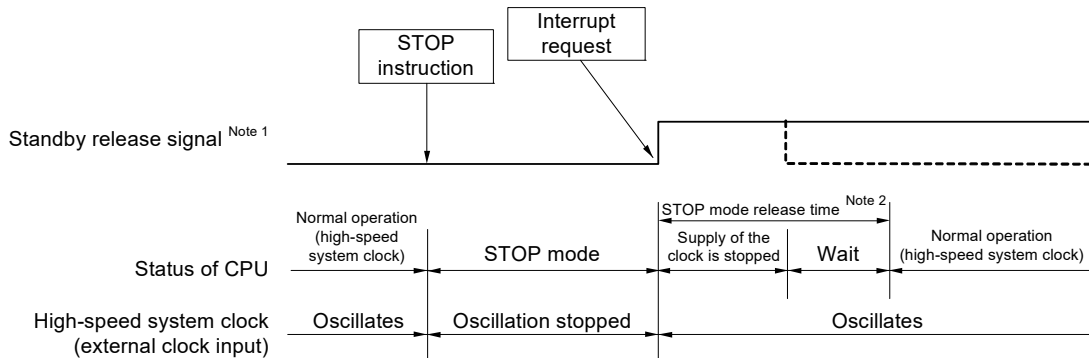 Interrupt
request
STOP
instruction
Standby release signal Note 1
STOP mode release time Note 2
Normal operation
(high-speed
system clock)
Supply of the
clock is stopped
Normal operation
(high-speed system clock)
Status of CPU
STOP mode
Wait
High-speed system clock
(external clock input)
Oscillates
Oscillation stopped
Oscillates